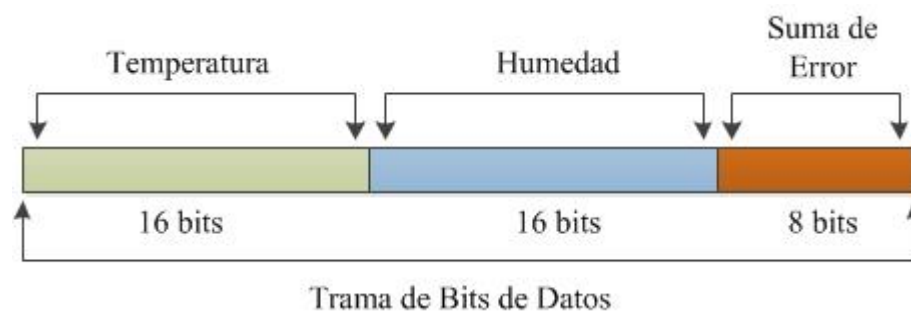 Temperatura
Humedad
Suma de
Error
16 bits
16 bits
8 bits
Trama de Bits de Datos